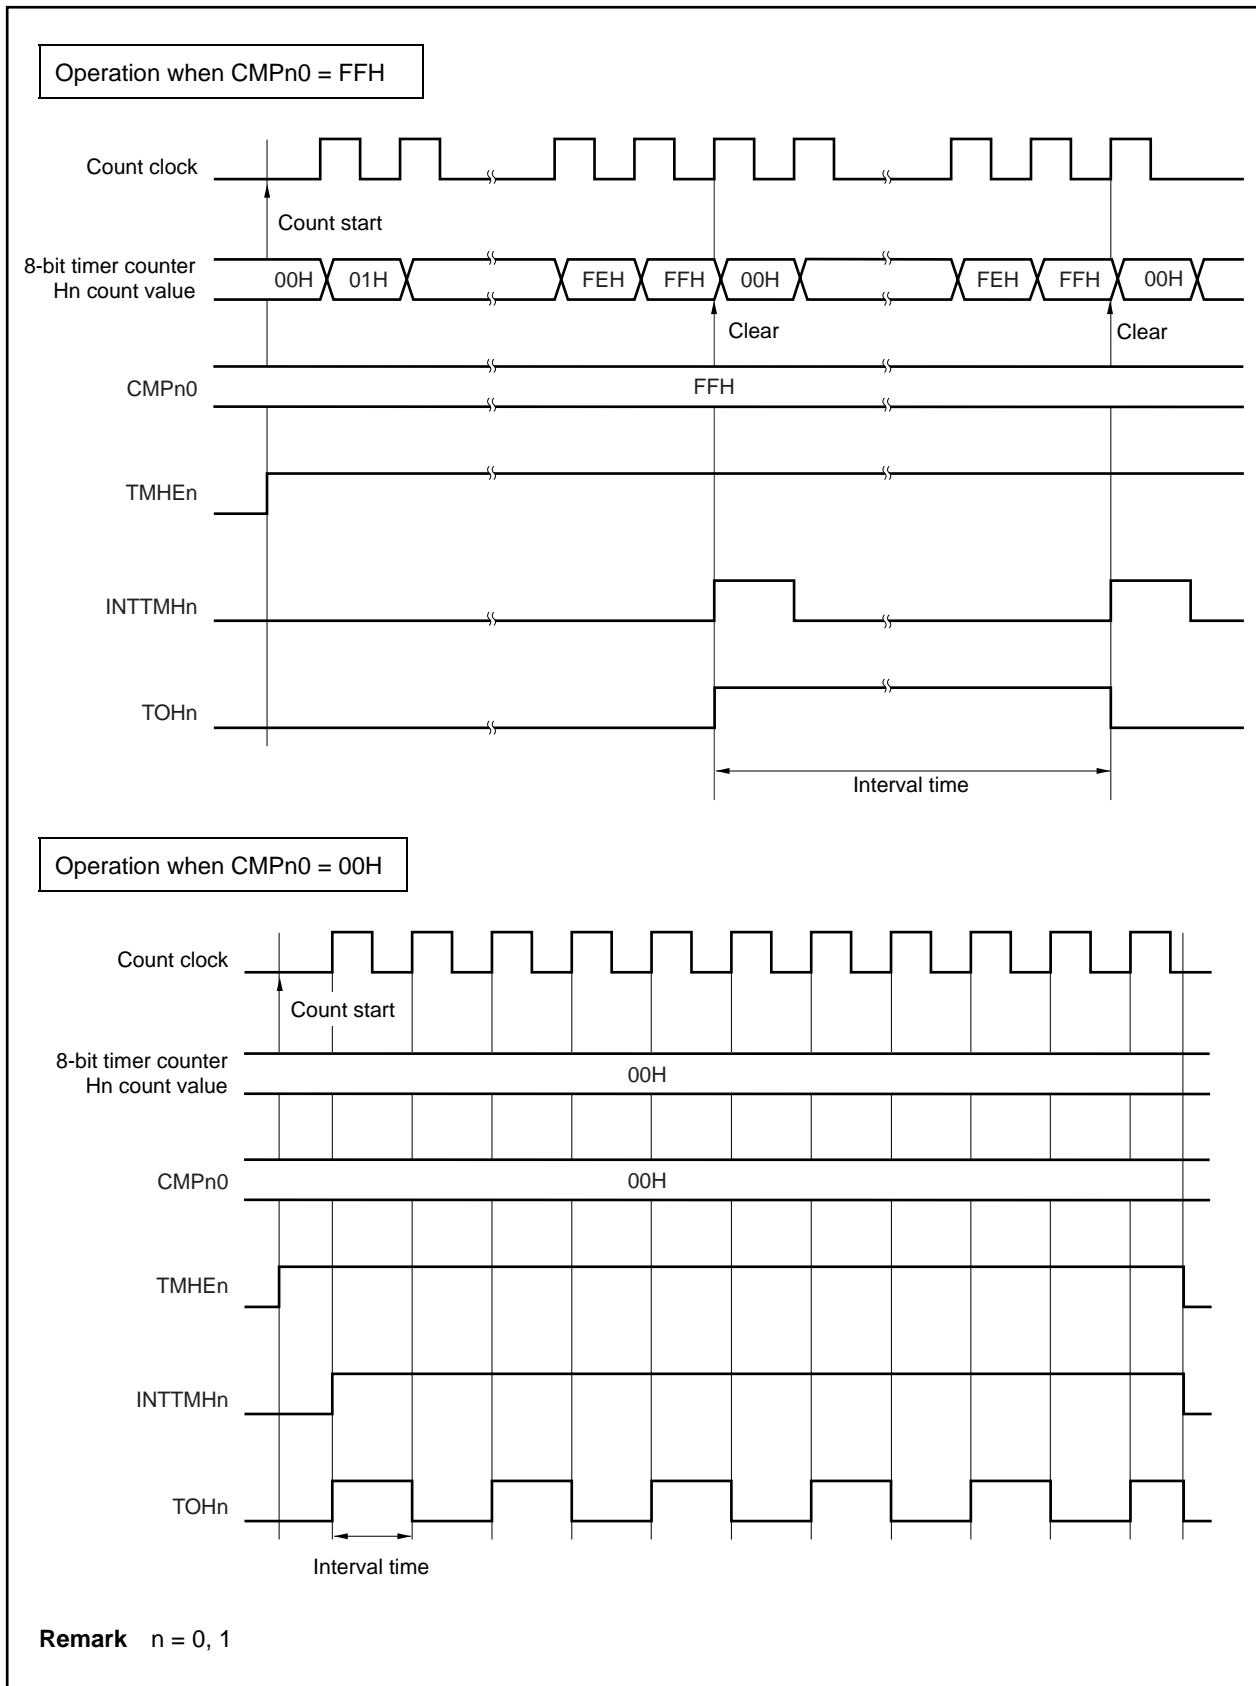 Operation when CMPn0 = FFH
Count clock
Count start
8-bit timer counter
Hn count value
00H 01H FEH FFH 00H FEH FFH 00H
Clear Clear
CMPn0 FFH
TMHEn
INTTMHn
TOHn
Interval time
Operation when CMPn0 = 00H
Count clock
Count start
8-bit timer counter
Hn count value
00H
CMPn0 00H
TMHEn
INTTMHn
TOHn
Interval time
Remark n = 0, 1